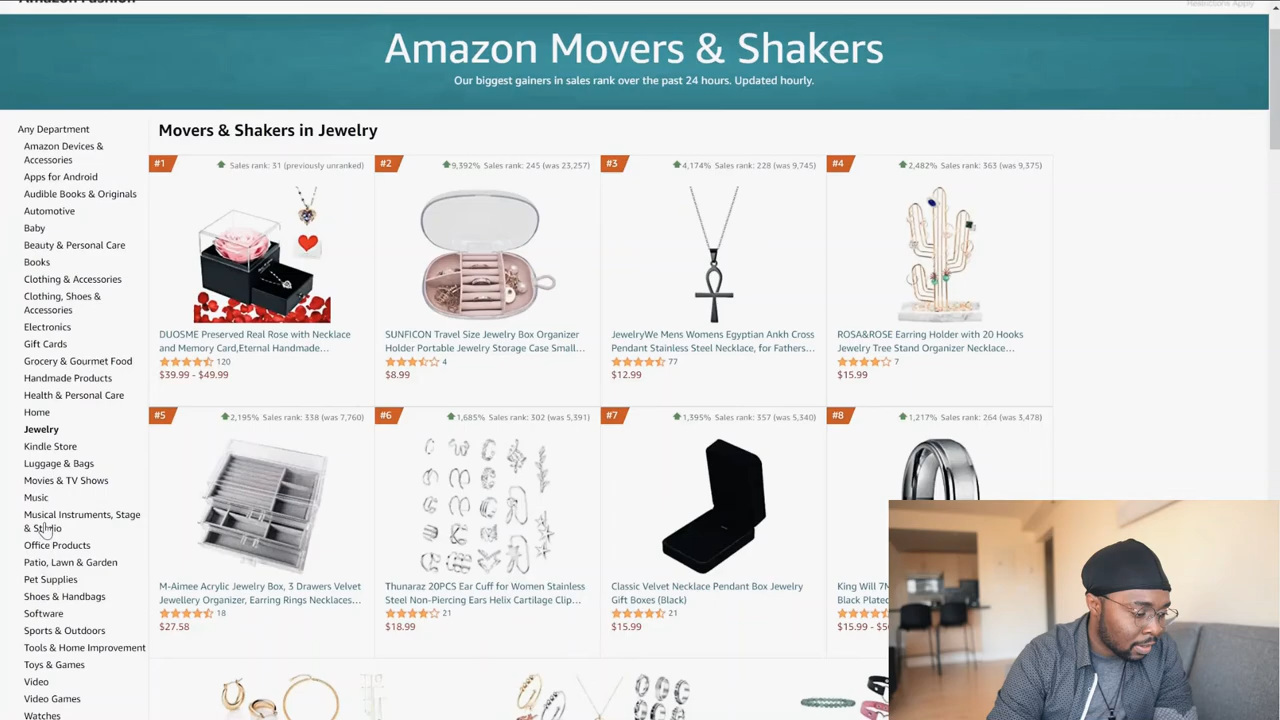 Amazon Fashion
Restrictions Apply
Amazon Movers & Shakers
Our biggest gainers in sales rank over the past 24 hours. Updated hourly.
Any Department
Amazon Devices &
Accessories
Apps for Android
Audible Books & Originals
Automotive
Baby
Beauty & Personal Care
Books
Clothing & Accessories
Clothing, Shoes &
Accessories
Electronics
Gift Cards
Grocery & Gourmet Food
Handmade Products
Health & Personal Care
Home
Jewelry
Kindle Store
Luggage & Bags
Movies & TV Shows
Music
Musical Instruments, Stage
& Studio
Office Products
Patio, Lawn & Garden
Pet Supplies
Shoes & Handbags
Software
Sports & Outdoors
Tools & Home Improvement
Toys & Games
Video
Video Games
Watches
Movers & Shakers in Jewelry
#1
Sales rank: 31 (previously unranked)
DUOSME Preserved Real Rose with Necklace
and Memory Card,Eternal Handmade...
120
$39.99 - $49.99
#2
9,392% Sales rank: 245 (was 23,257)
SUNFICON Travel Size Jewelry Box Organizer
Holder Portable Jewelry Storage Case Small...
4
$8.99
#3
4,174% Sales rank: 228 (was 9,745)
JewelryWe Mens Womens Egyptian Ankh Cross
Pendant Stainless Steel Necklace, for Fathers...
77
$12.99
#4
2,482% Sales rank: 363 (was 9,375)
ROSA&ROSE Earring Holder with 20 Hooks
Jewelry Tree Stand Organizer Necklace...
7
$15.99
#5
2,195% Sales rank: 338 (was 7,760)
M-Aimee Acrylic Jewelry Box, 3 Drawers Velvet
Jewellery Organizer, Earring Rings Necklaces...
18
$27.58
#6
1,685% Sales rank: 302 (was 5,391)
Thunaraz 20PCS Ear Cuff for Women Stainless
Steel Non-Piercing Ears Helix Cartilage Clip...
21
$18.99
#7
1,395% Sales rank: 357 (was 5,340)
Classic Velvet Necklace Pendant Box Jewelry
Gift Boxes (Black)
21
$15.99
#8
1,217% Sales rank: 264 (was 3,478)
King Will 7M
Black Plated
$15.99 - $5